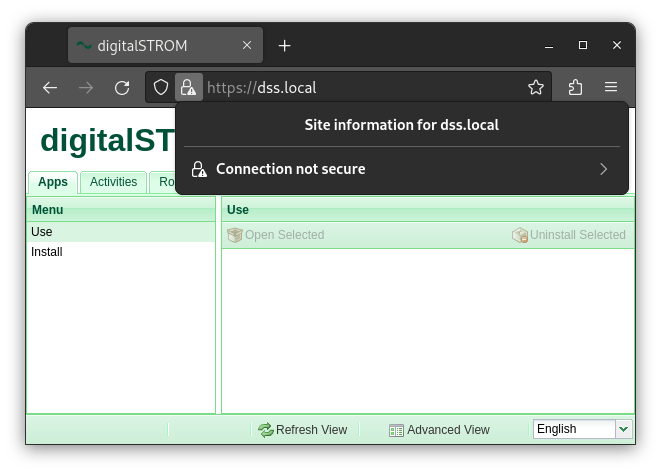 digitalSTROM
https://dss.local
Site information for dss.local
digitalST
Connection not secure
Apps Activities Ro
Menu Use
Use Open Selected Uninstall Selected
Install
Refresh View Advanced View English